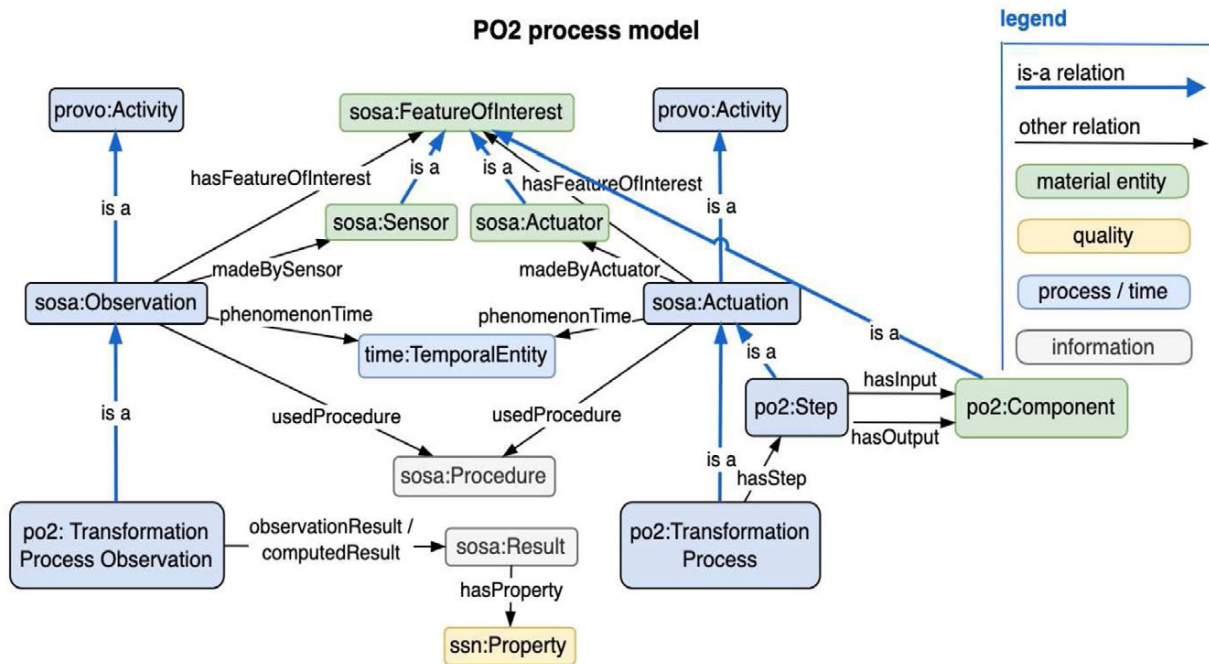 PO2 process model
legend
is-a relation
other relation
material entity
quality
process / time
information
provo:Activity
sosa:FeatureOfInterest
provo:Activity
hasFeatureOfInterest
is a
is a
hasFeatureOfInterest
is a
is a
sosa:Sensor
sosa:Actuator
madeBySensor
madeByActuator
sosa:Observation
sosa:Actuation
phenomenonTime
phenomenonTime
time:TemporalEntity
is a
is a
is a
po2:Step
hasInput
hasOutput
po2:Component
usedProcedure
usedProcedure
is a
hasStep
sosa:Procedure
po2: Transformation
Process Observation
observationResult /
computedResult
sosa:Result
po2:Transformation
Process
hasProperty
ssn:Property